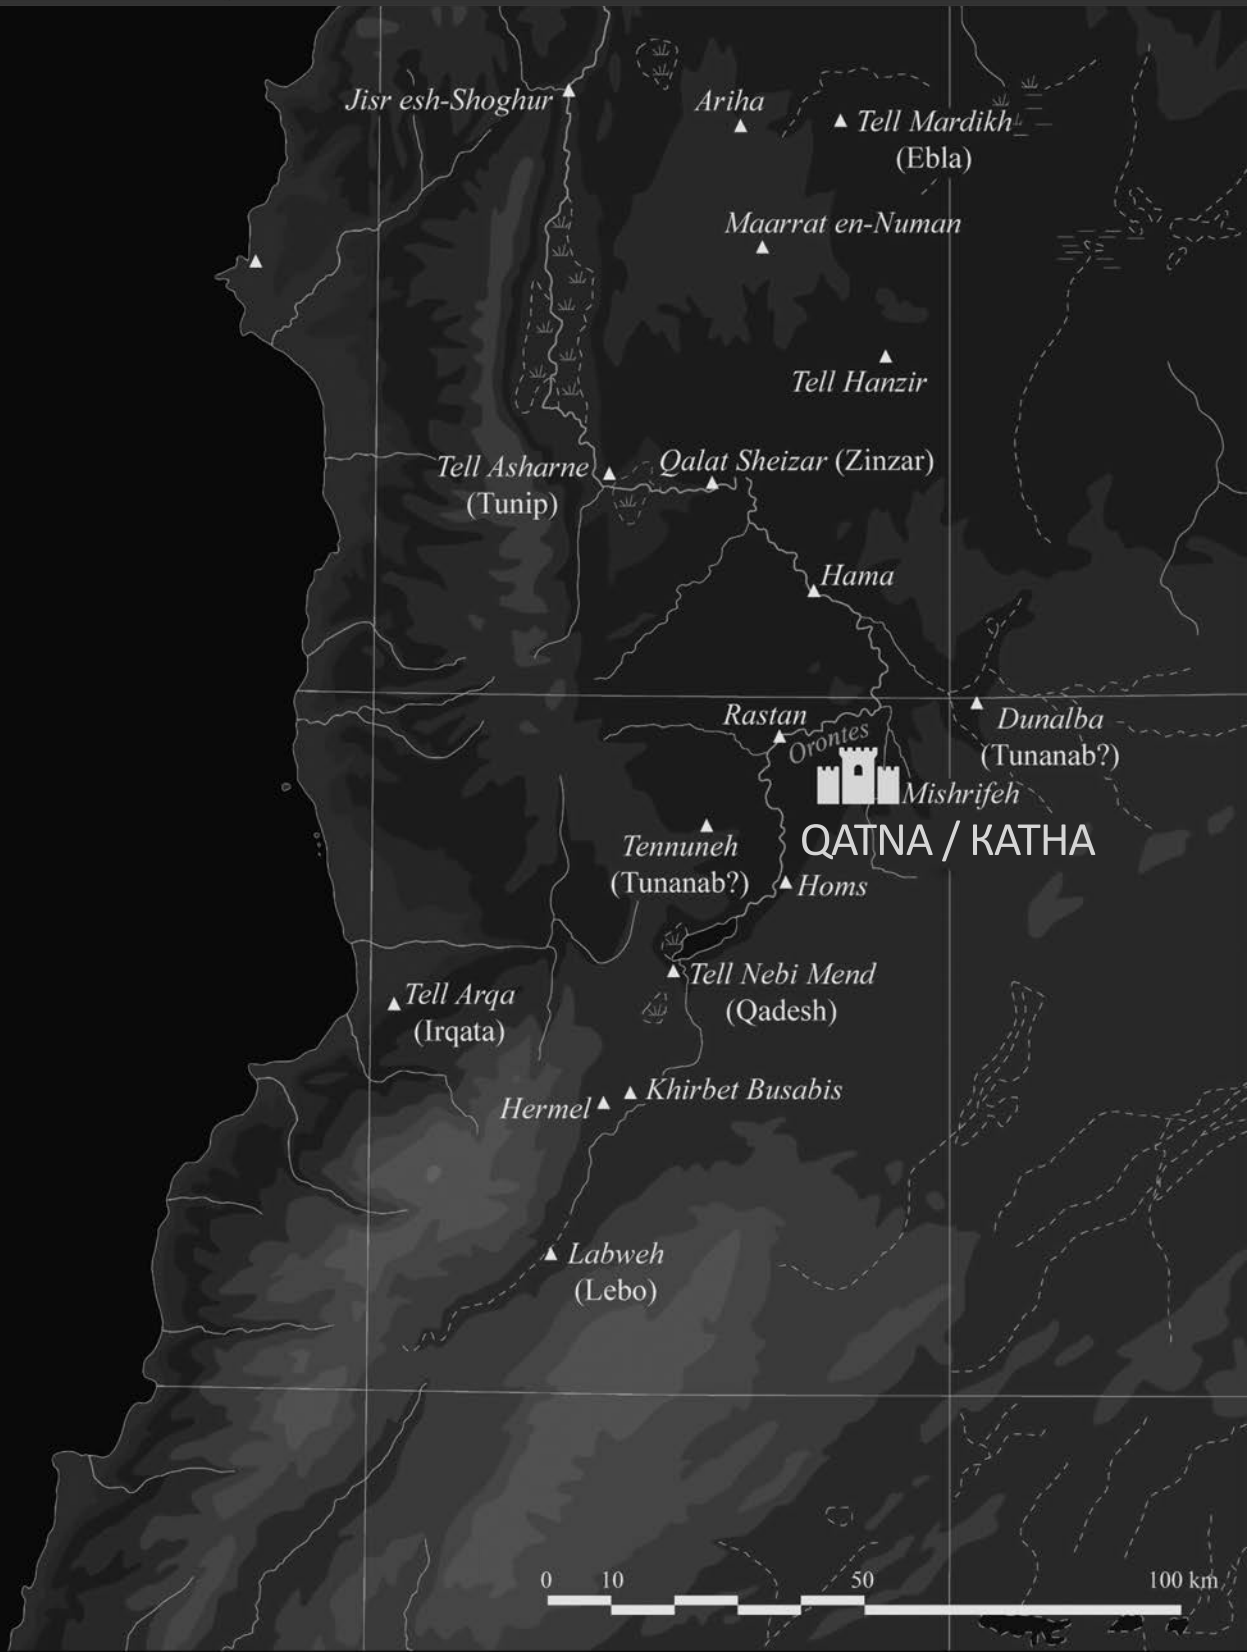 Jisr esh-Shoghur
Ariha
Tell Mardikh
(Ebla)
Maarrat en-Numan
Tell Hanzir
Tell Asharne
(Tunip)
Qalat Sheizar (Zinzar)
Hama
Rastan
Orontes
Dunalba
(Tunanab?)
Mishrifeh
QATNA / КАТНА
Tennuneh
(Tunanab?)
Homs
Tell Nebi Mend
(Qadesh)
Tell Arqa
(Irqata)
Khirbet Busabis
Hermel
Labweh
(Lebo)
0 10 50 100 km